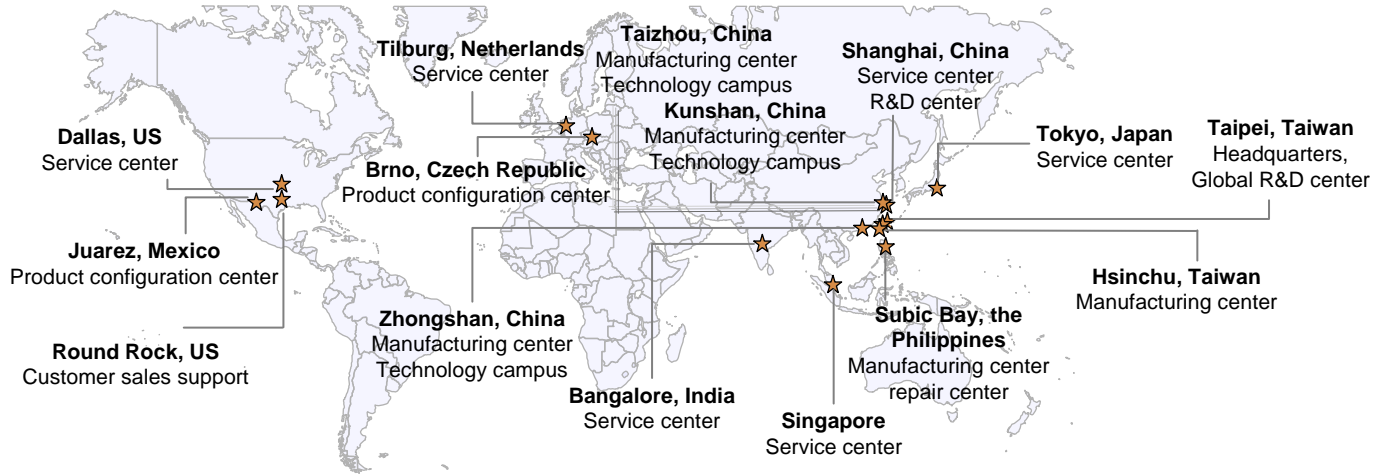 Tilburg, Netherlands
Service center
Taizhou, China
Manufacturing center
Technology campus
Shanghai, China
Service center
R&D center
Kunshan, China
Manufacturing center
Technology campus
Dallas, US
Service center
Tokyo, Japan
Service center
Taipei, Taiwan
Headquarters,
Global R&D center
Brno, Czech Republic
Product configuration center
Juarez, Mexico
Product configuration center
Hsinchu, Taiwan
Manufacturing center
Zhongshan, China
Manufacturing center
Technology campus
Subic Bay, the
Philippines
Manufacturing center
repair center
Round Rock, US
Customer sales support
Bangalore, India
Service center
Singapore
Service center